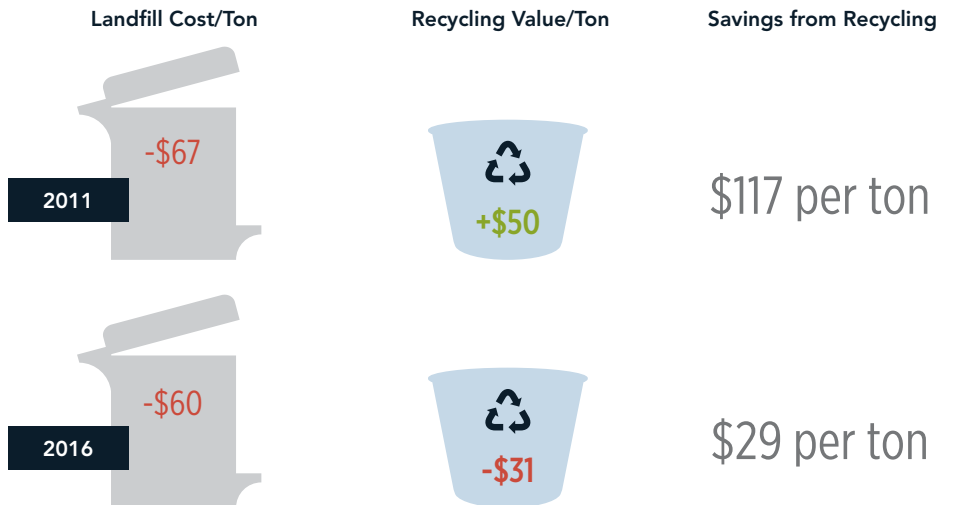 Landfill Cost/Ton
Recycling Value/Ton
Savings from Recycling
-$67
2011
+$50
$117 per ton
-$60
2016
-$31
$29 per ton